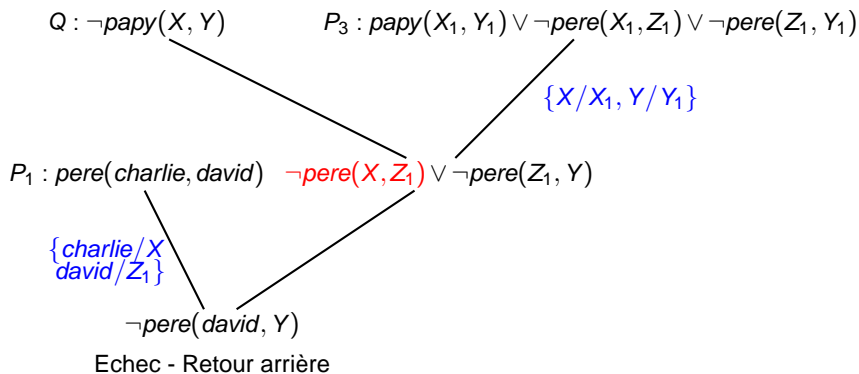 Q : ¬papy(X, Y)   P₃ : papy(X₁, Y₁) ∨ ¬pere(X₁, Z₁) ∨ ¬pere(Z₁, Y₁)
{X/X₁, Y/Y₁}
P₁ : pere(charlie, david)   ¬pere(X, Z₁) ∨ ¬pere(Z₁, Y)
{charlie/X
david/Z₁}
¬pere(david, Y)
Echec - Retour arrière